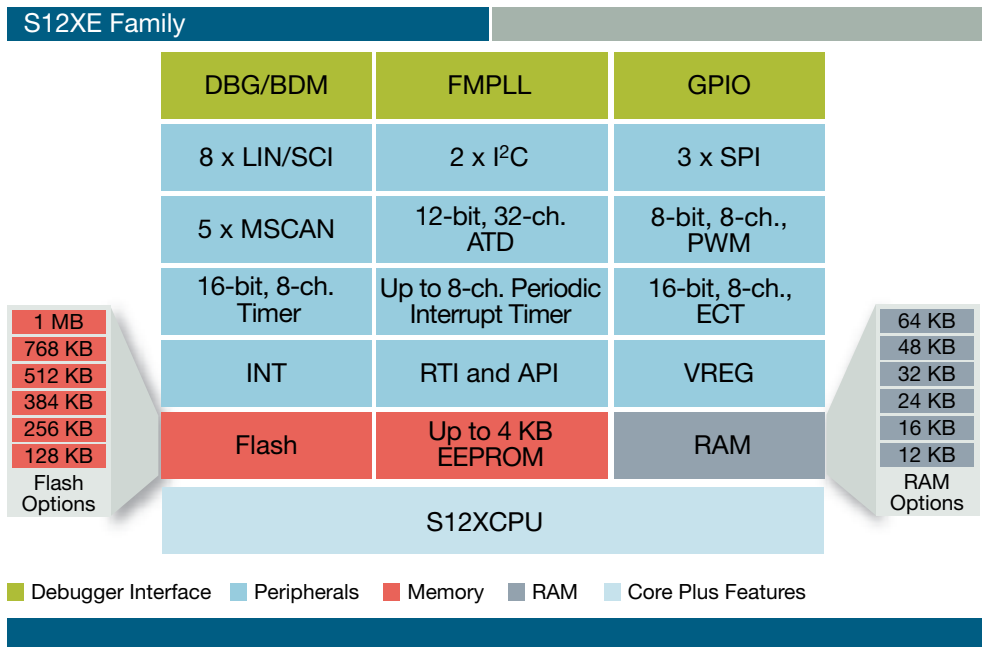 S12XE Family
DBG/BDM
FMPLL
GPIO
8 x LIN/SCI
2 x I²C
3 x SPI
5 x MSCAN
12-bit, 32-ch.
ATD
8-bit, 8-ch.,
PWM
16-bit, 8-ch.
Timer
Up to 8-ch. Periodic
Interrupt Timer
16-bit, 8-ch.,
ECT
INT
RTI and API
VREG
Flash
Up to 4 KB
EEPROM
RAM
S12XCPU
1 MB
768 KB
512 KB
384 KB
256 KB
128 KB
Flash
Options
64 KB
48 KB
32 KB
24 KB
16 KB
12 KB
RAM
Options
Debugger Interface
Peripherals
Memory
RAM
Core Plus Features